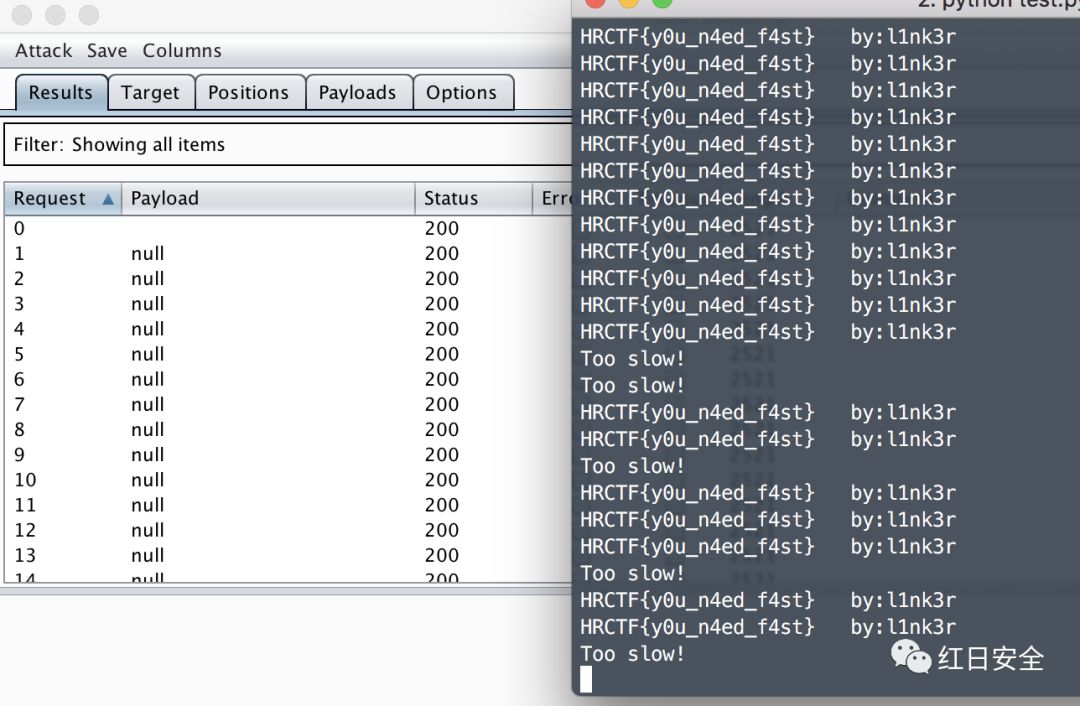 Attack Save Columns
Results Target Positions Payloads Options
Filter: Showing all items
Request Payload Status Erro
0 200
1 null 200
2 null 200
3 null 200
4 null 200
5 null 200
6 null 200
7 null 200
8 null 200
9 null 200
10 null 200
11 null 200
12 null 200
13 null 200
14 null 200
2. python test.py
HRCTF{y0u_n4ed_f4st} by:l1nk3r
HRCTF{y0u_n4ed_f4st} by:l1nk3r
HRCTF{y0u_n4ed_f4st} by:l1nk3r
HRCTF{y0u_n4ed_f4st} by:l1nk3r
HRCTF{y0u_n4ed_f4st} by:l1nk3r
HRCTF{y0u_n4ed_f4st} by:l1nk3r
HRCTF{y0u_n4ed_f4st} by:l1nk3r
HRCTF{y0u_n4ed_f4st} by:l1nk3r
HRCTF{y0u_n4ed_f4st} by:l1nk3r
HRCTF{y0u_n4ed_f4st} by:l1nk3r
HRCTF{y0u_n4ed_f4st} by:l1nk3r
HRCTF{y0u_n4ed_f4st} by:l1nk3r
Too slow!
Too slow!
HRCTF{y0u_n4ed_f4st} by:l1nk3r
HRCTF{y0u_n4ed_f4st} by:l1nk3r
Too slow!
HRCTF{y0u_n4ed_f4st} by:l1nk3r
HRCTF{y0u_n4ed_f4st} by:l1nk3r
HRCTF{y0u_n4ed_f4st} by:l1nk3r
Too slow!
HRCTF{y0u_n4ed_f4st} by:l1nk3r
HRCTF{y0u_n4ed_f4st} by:l1nk3r
Too slow!
红日安全